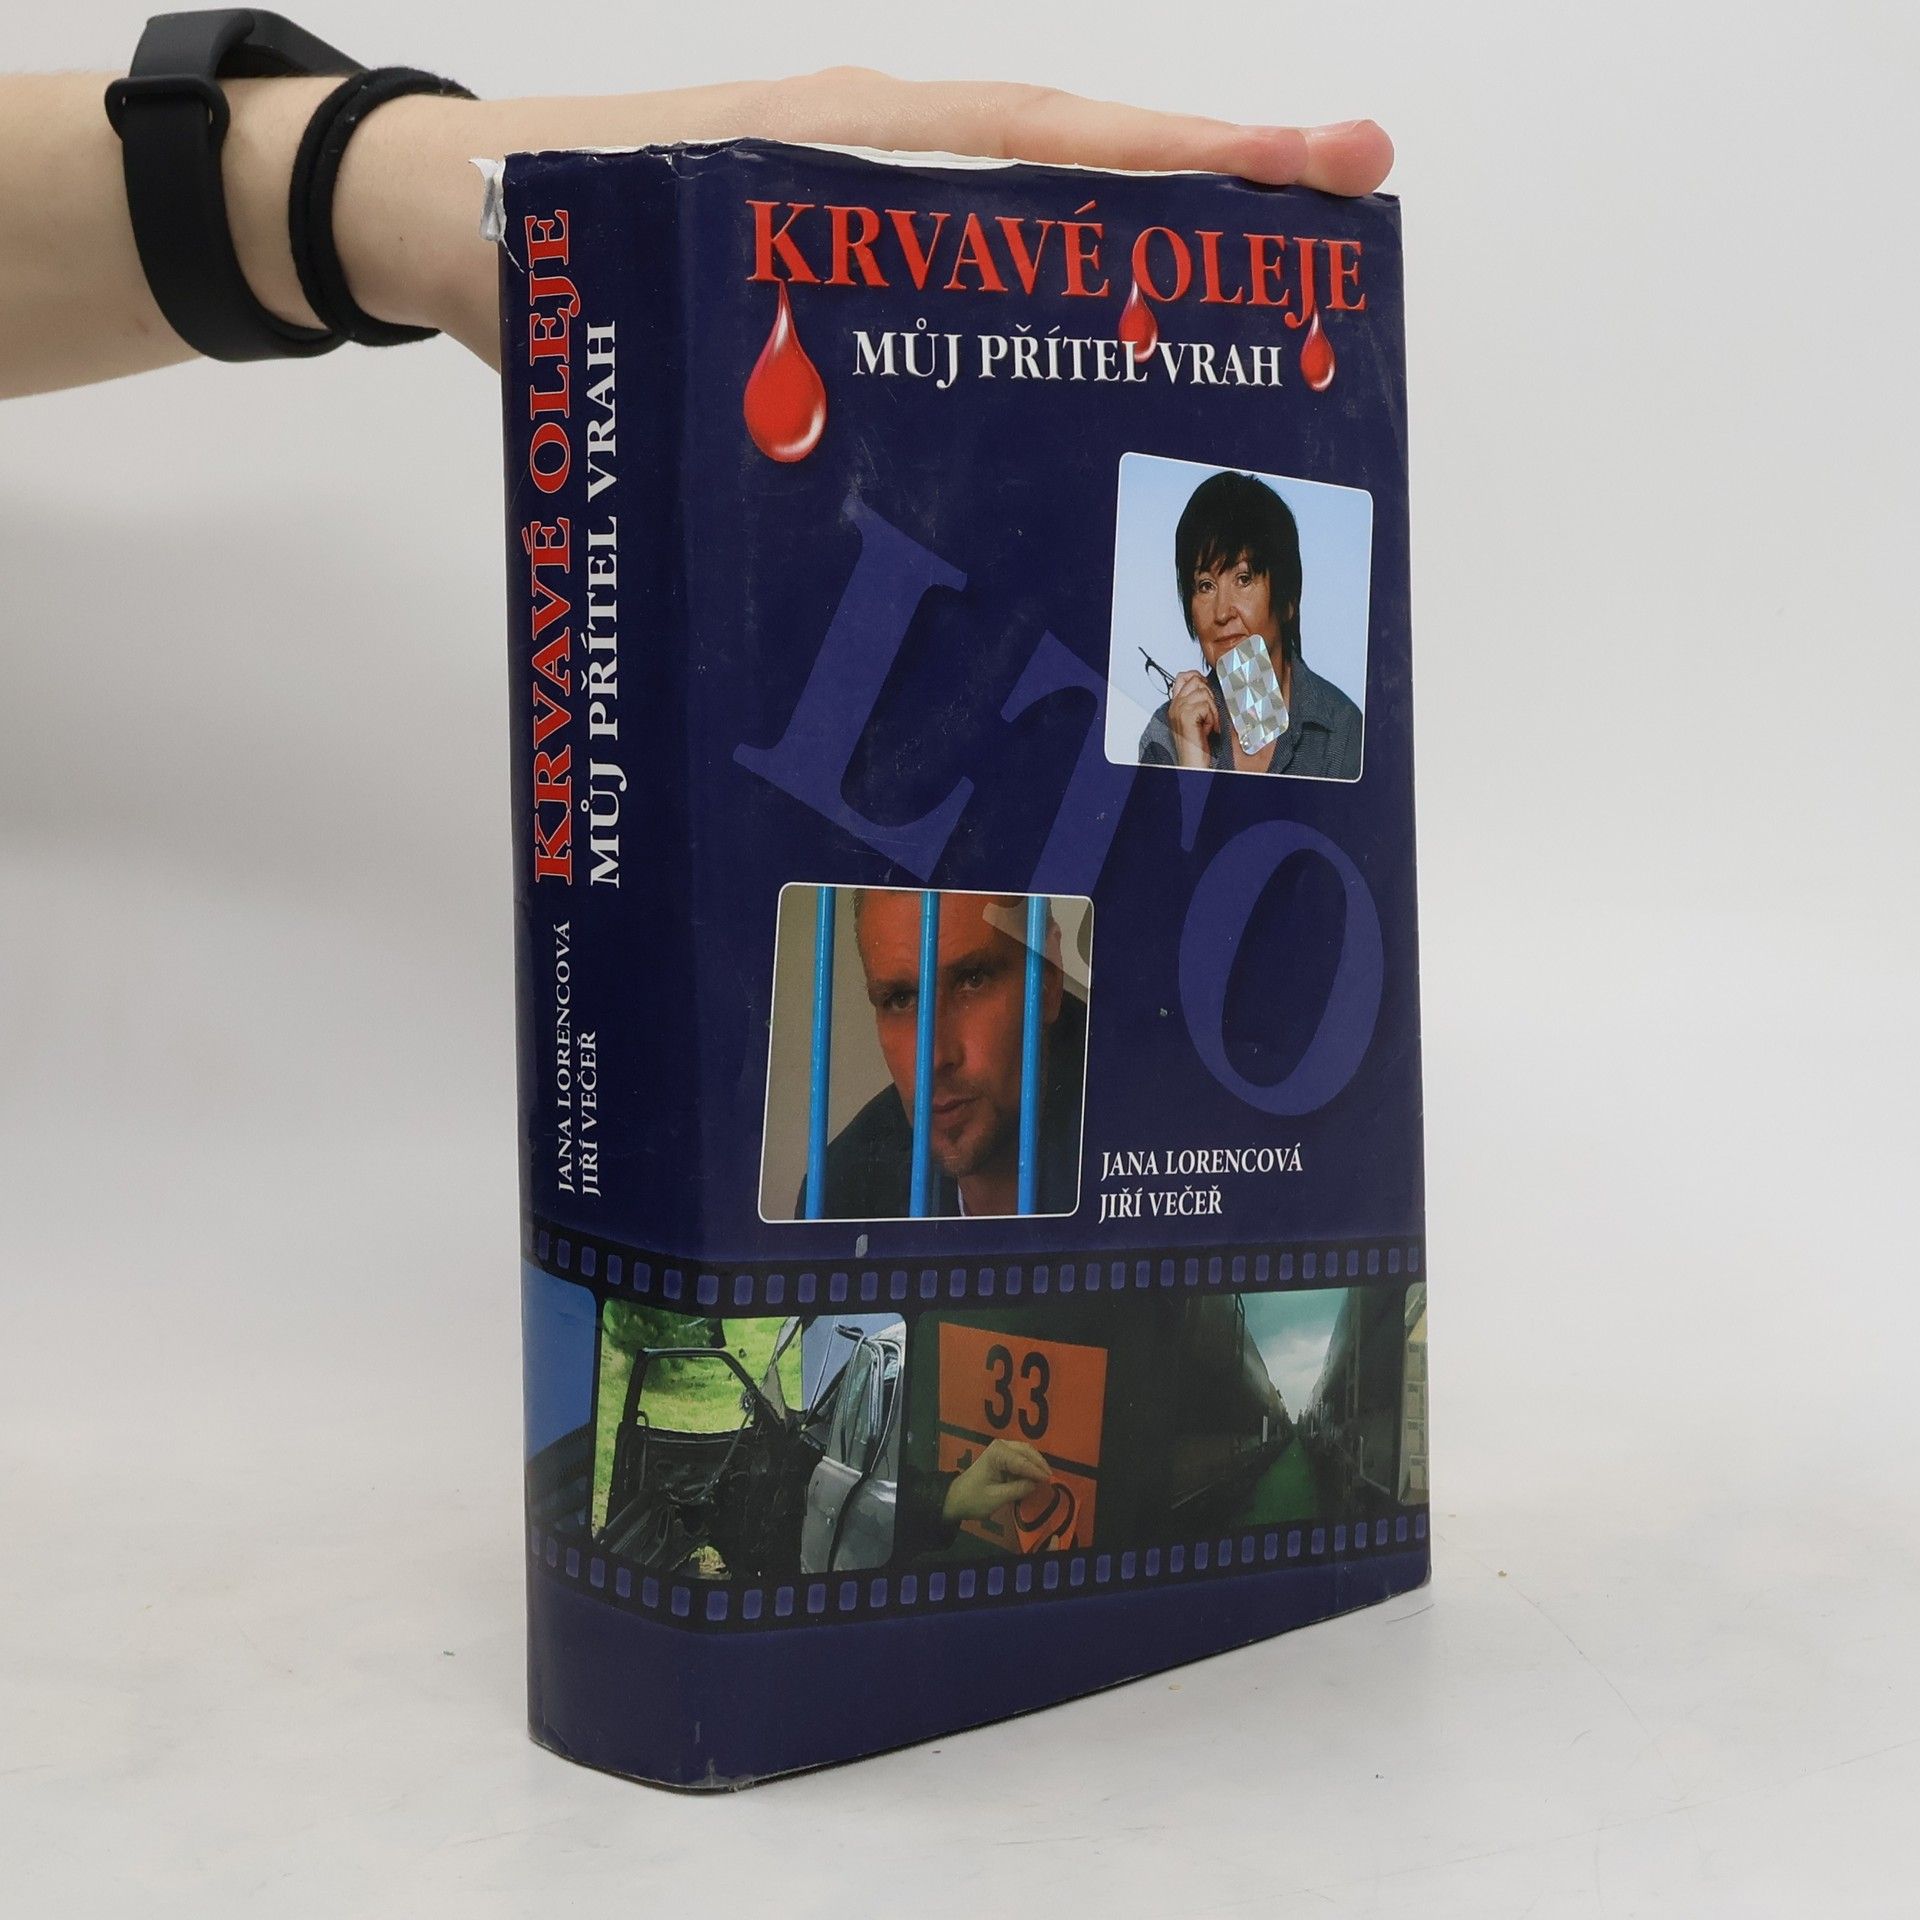 KRVAVÉ OLEJE
MŮJ PŘÍTEL VRAH
LTO
JANA LORENCOVÁ
JIŘÍ VEČEŘ
33
KRVAVÉ OLEJE
MŮJ PŘÍTEL VRAH
JANA LORENCOVÁ
JIŘÍ VEČEŘ